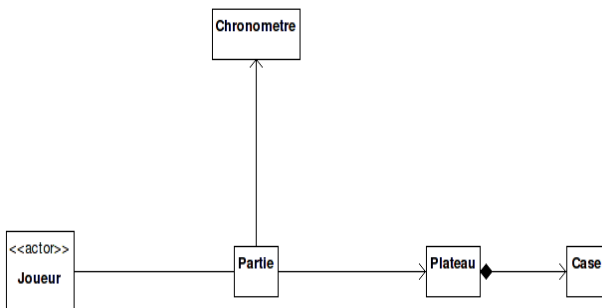 Chronometre
<<actor>>
Joueur
Partie
Plateau
Case